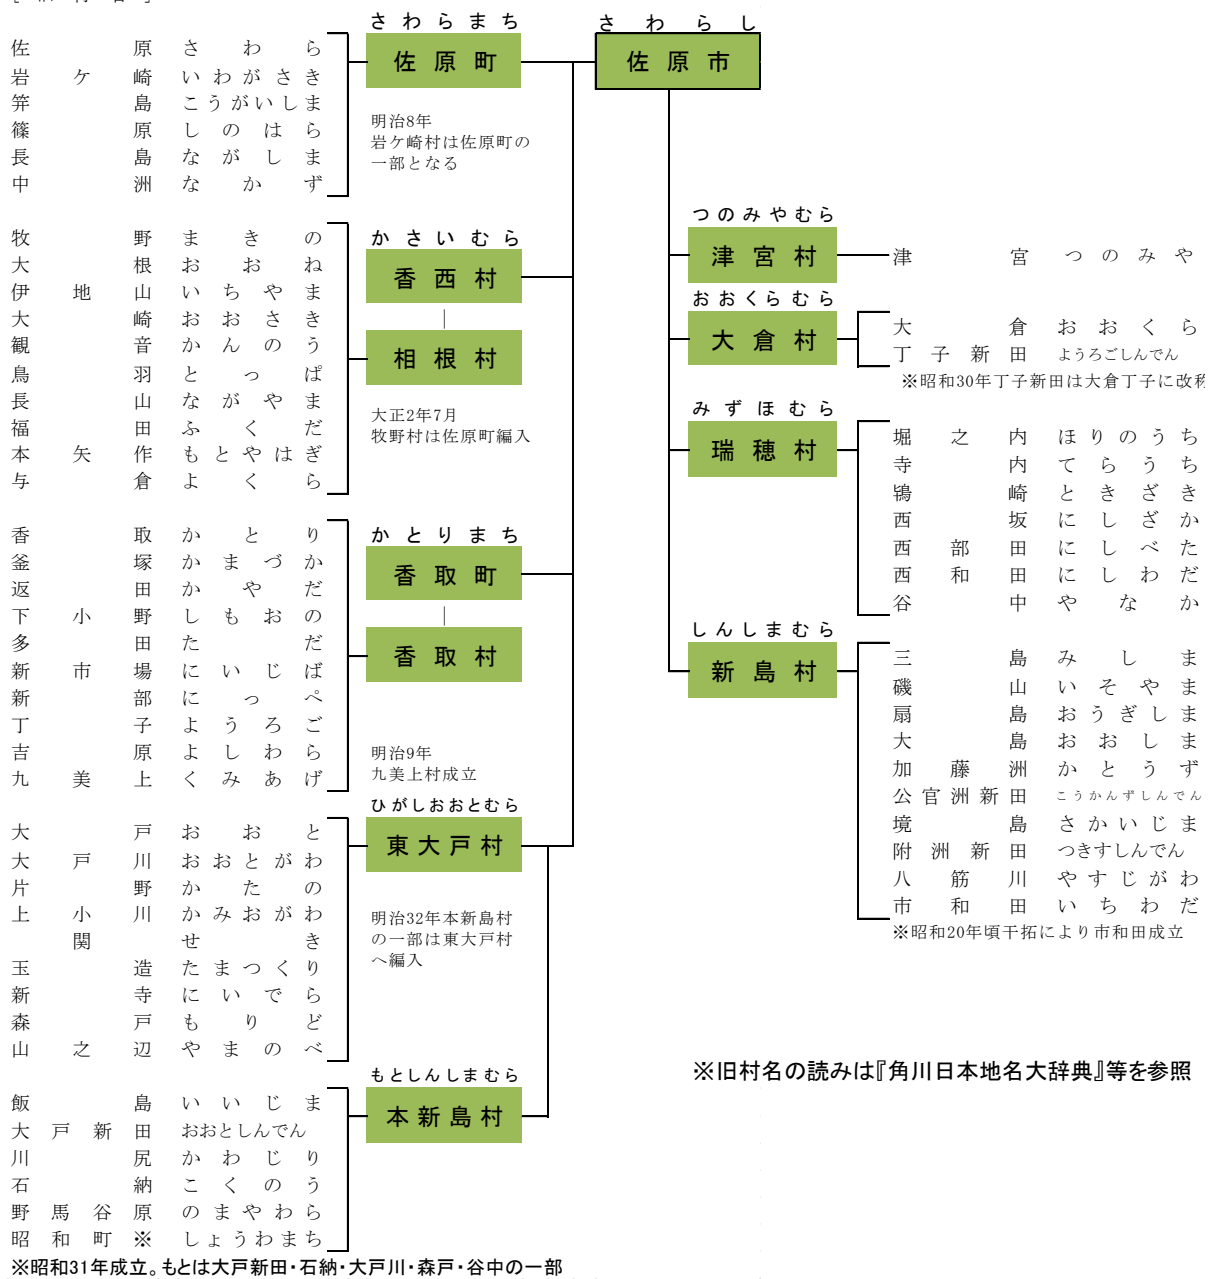 さわらまち
佐原町
佐原 さわら
岩ケ崎 いわがさき
笄島 こうがいしま
篠原 しのはら
長島 ながしま
中洲 なかず
明治8年
岩ケ崎村は佐原町の
一部となる
かさいむら
香西村
相根村
牧野 まきの
大根 おおね
伊地山 いちやま
大崎 おおさき
観音 かんのう
鳥羽 とっぱ
長山 ながやま
福田 ふくだ
本矢作 もとやはぎ
与倉 よくら
大正2年7月
牧野村は佐原町編入
かとりまち
香取町
香取村
香取 かとり
釜塚 かまづか
返田 かやだ
下小野 しもおの
多田 ただ
新市場 にいじば
新部 にっぺ
丁子 ようろご
吉原 よしわら
九美上 くみあげ
明治9年
九美上村成立
ひがしおおとむら
東大戸村
大戸 おおと
大戸川 おおとがわ
片野 かたの
上小川 かみおがわ
関 せき
玉造 たまつくり
新寺 にいでら
森戸 もりど
山之辺 やまのべ
明治32年本新島村
の一部は東大戸村
へ編入
もとしんしまむら
本新島村
飯島 いいじま
大戸新田 おおとしんでん
川尻 かわじり
石納 こくのう
野馬谷原 のまやわら
昭和町※ しょうわまち
※昭和31年成立。もとは大戸新田・石納・大戸川・森戸・谷中の一部
さわらし
佐原市
つのみやむら
津宮村
津宮 つのみや
おおくらむら
大倉村
大倉 おおくら
丁子新田 ようろごしんでん
※昭和30年丁子新田は大倉丁子に改称
みずほむら
瑞穂村
堀之内 ほりのうち
寺内 てらうち
鴇崎 ときざき
西坂 にしざか
西部田 にしべた
西和田 にしわだ
谷中 やなか
しんしまむら
新島村
三島 みしま
磯山 いそやま
扇島 おうぎしま
大島 おおしま
加藤洲 かとうず
公官洲新田 こうかんずしんでん
境島 さかいじま
附洲新田 つきすしんでん
八筋川 やすじがわ
市和田 いちわだ
※昭和20年頃干拓により市和田成立
※旧村名の読みは『角川日本地名大辞典』等を参照